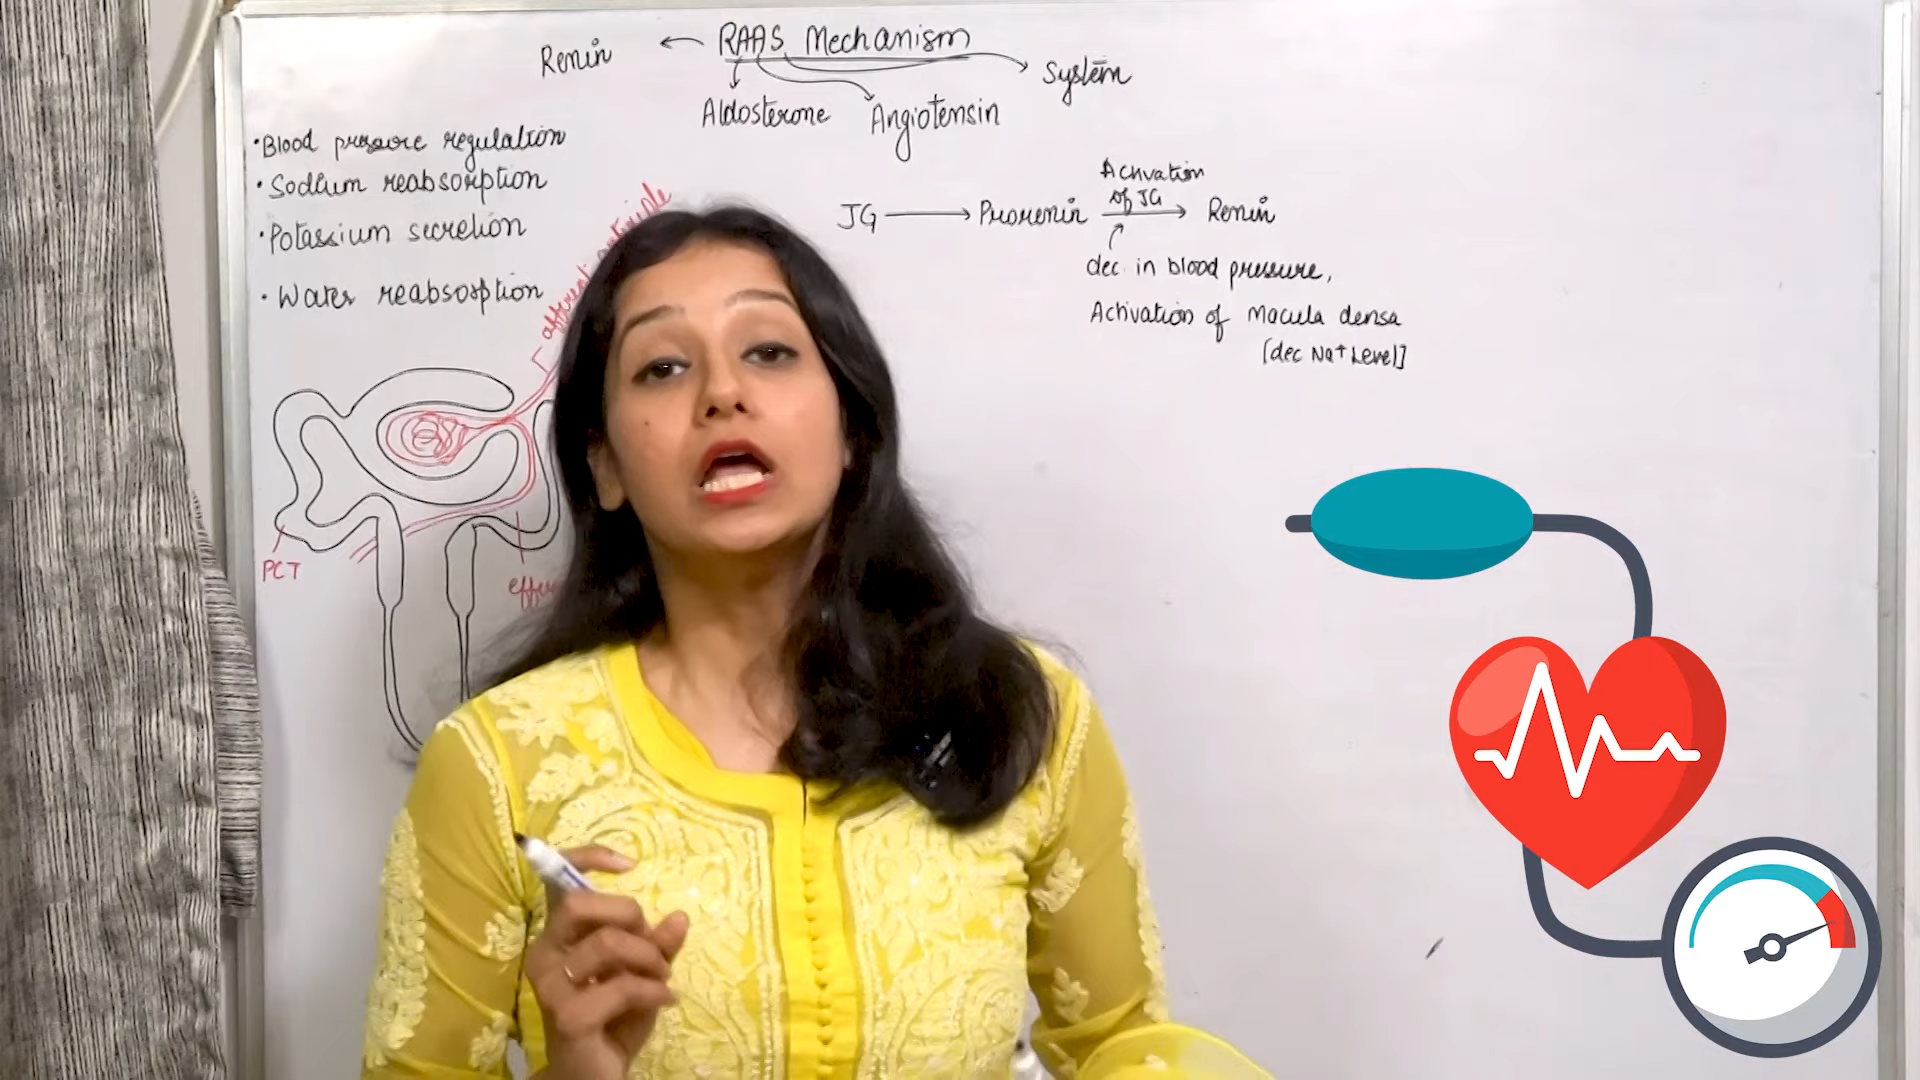 RAAS Mechanism
Renin
System
Aldosterone
Angiotensin
• Blood pressure regulation
• Sodium reabsorption
• Potassium secretion
• Water reabsorption
Activation
of JG
JG Prorenin Renin
dec. in blood pressure,
Activation of Macula densa
[dec Na+ Level]
afferent
PCT